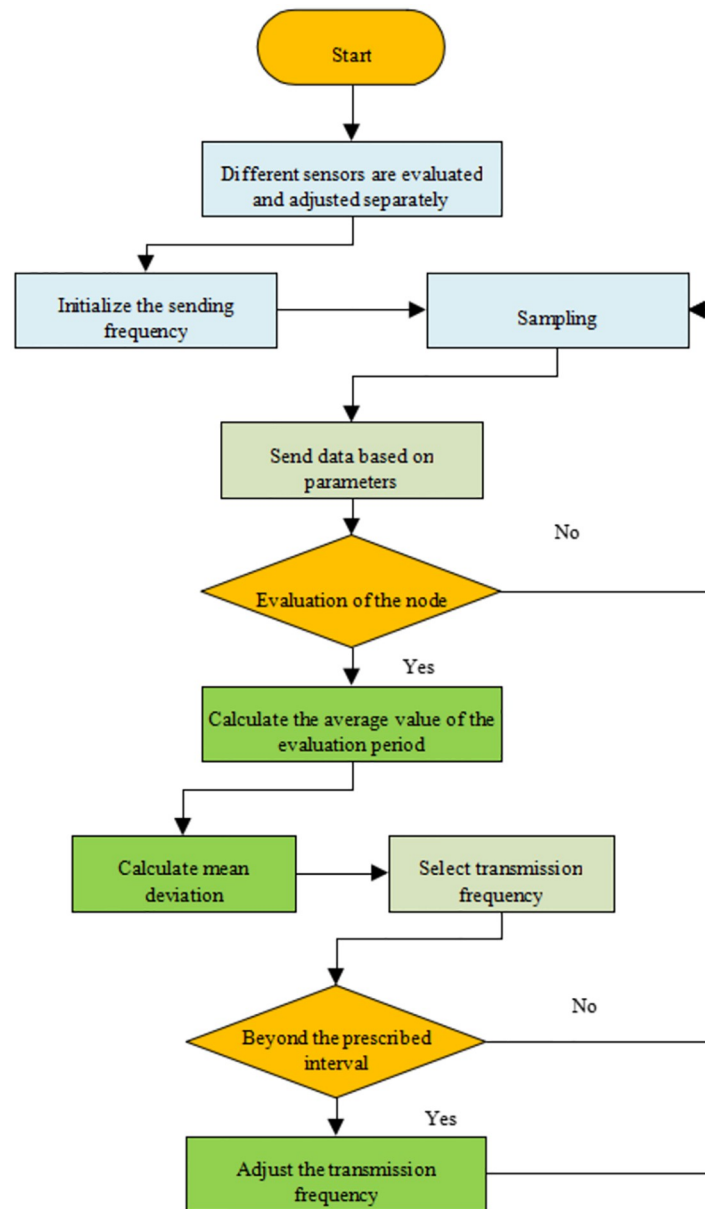 Start
Different sensors are evaluated
and adjusted separately
Initialize the sending
frequency
Sampling
Send data based on
parameters
No
Evaluation of the node
Yes
Calculate the average value of the
evaluation period
Calculate mean
deviation
Select transmission
frequency
No
Beyond the prescribed
interval
Yes
Adjust the transmission
frequency